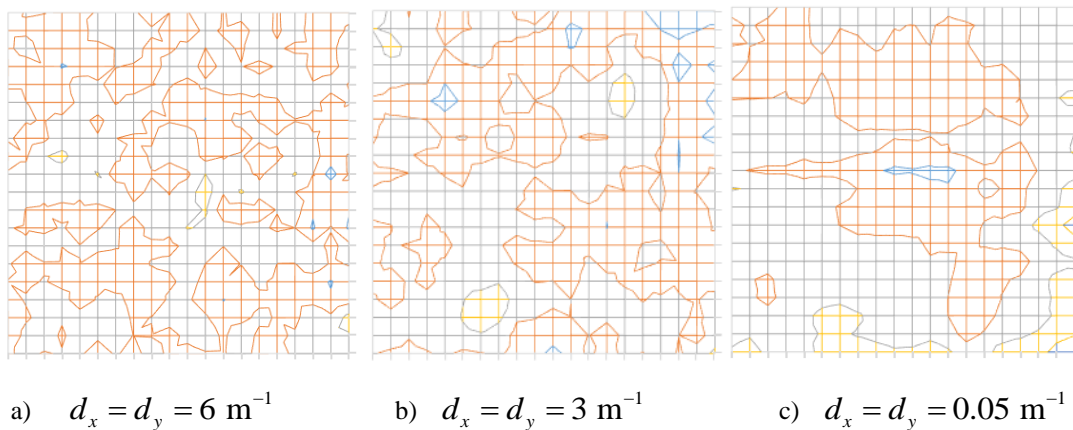 a) d_x = d_y = 6 m⁻¹ b) d_x = d_y = 3 m⁻¹ c) d_x = d_y = 0.05 m⁻¹